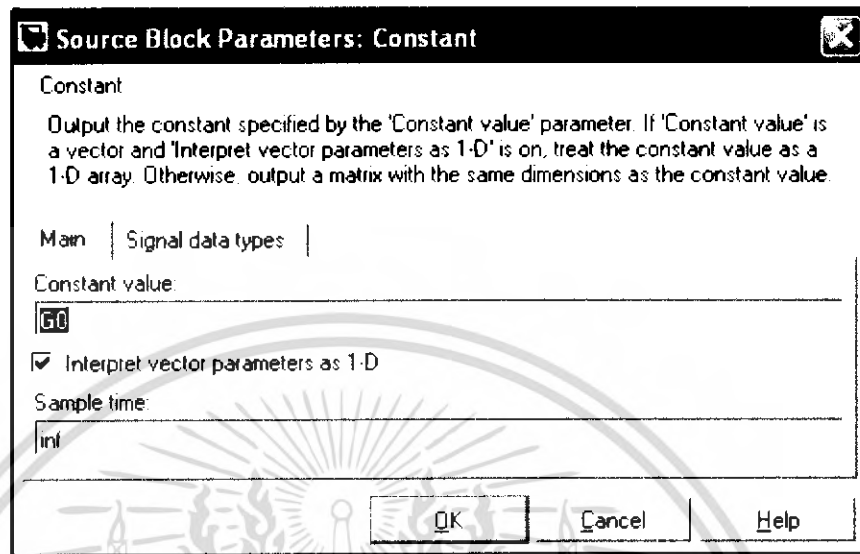 Source Block Parameters: Constant
Constant
Output the constant specified by the 'Constant value' parameter. If 'Constant value' is
a vector and 'Interpret vector parameters as 1-D' is on, treat the constant value as a
1-D array. Otherwise, output a matrix with the same dimensions as the constant value.
Main Signal data types
Constant value:
G0
Interpret vector parameters as 1-D
Sample time:
inf
OK Cancel Help